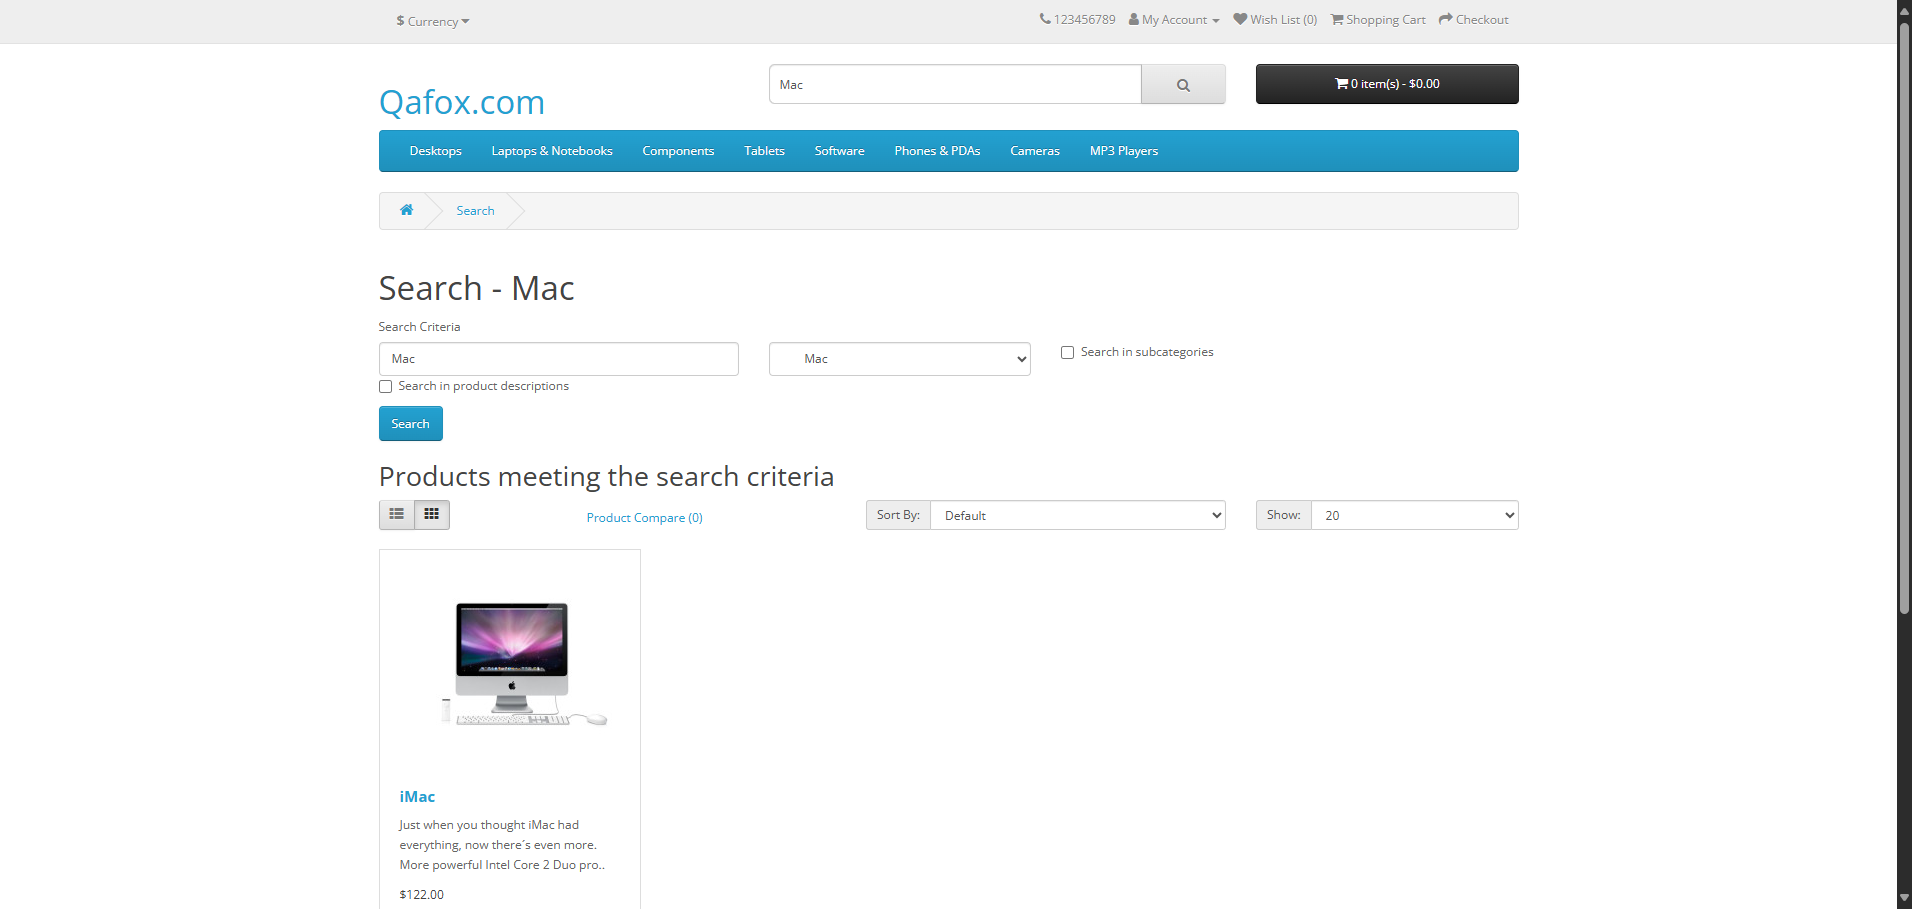 $ Currency
123456789 My Account Wish List (0) Shopping Cart Checkout
Qafox.com
Mac
0 item(s) - $0.00
Desktops Laptops & Notebooks Components Tablets Software Phones & PDAs Cameras MP3 Players
Search
Search - Mac
Search Criteria
Mac
Mac
Search in subcategories
Search in product descriptions
Search
Products meeting the search criteria
Product Compare (0)
Sort By: Default
Show: 20
iMac
Just when you thought iMac had
everything, now there´s even more.
More powerful Intel Core 2 Duo pro..
$122.00